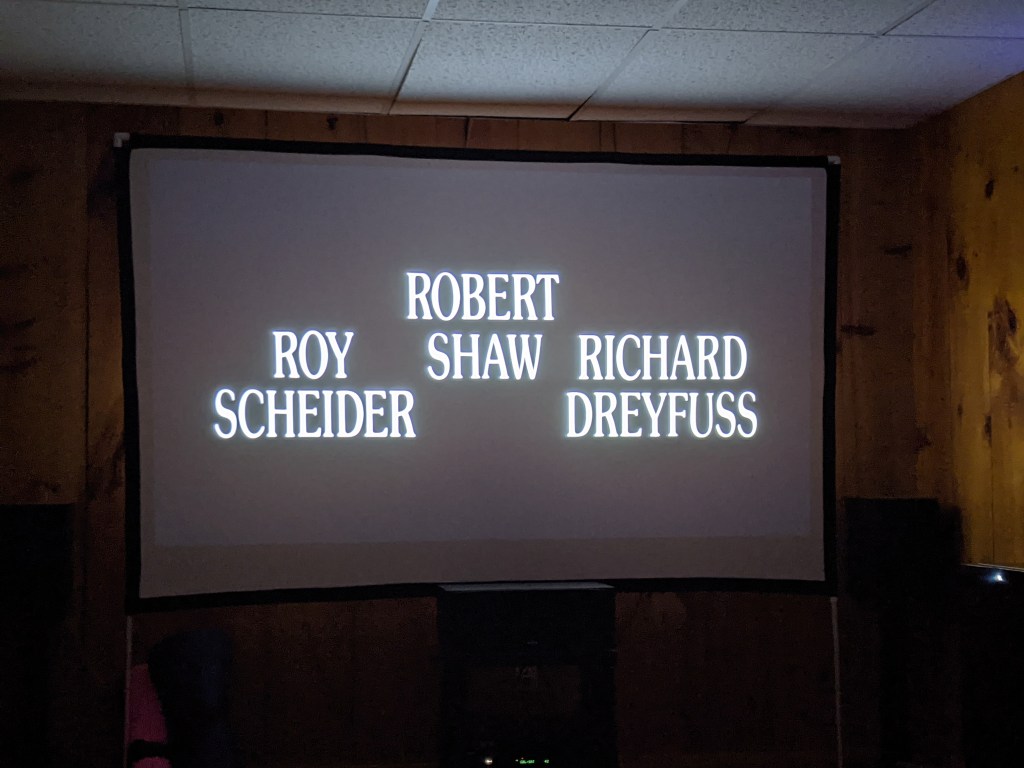 ROY
SCHEIDER
ROBERT
SHAW
RICHARD
DREYFUSS